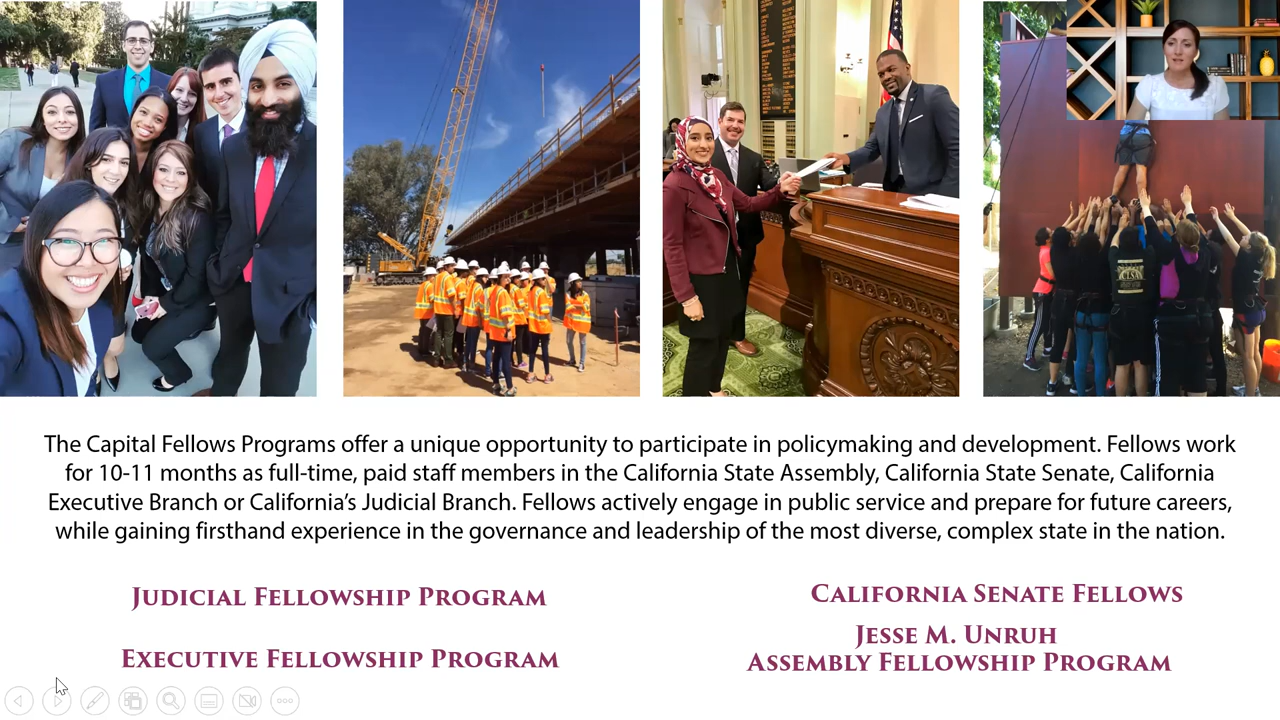 The Capital Fellows Programs offer a unique opportunity to participate in policymaking and development. Fellows work
for 10-11 months as full-time, paid staff members in the California State Assembly, California State Senate, California
Executive Branch or California’s Judicial Branch. Fellows actively engage in public service and prepare for future careers,
while gaining firsthand experience in the governance and leadership of the most diverse, complex state in the nation.
Judicial Fellowship Program
Executive Fellowship Program
California Senate Fellows
Jesse M. Unruh
Assembly Fellowship Program